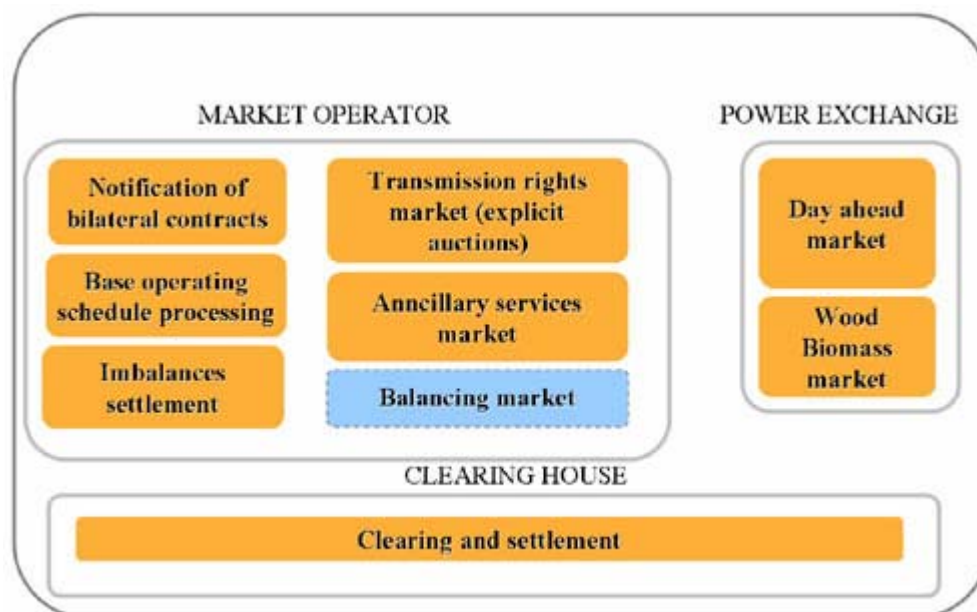 MARKET OPERATOR
Notification of
bilateral contracts
Base operating
schedule processing
Imbalances
settlement
Transmission rights
market (explicit
auctions)
Anncillary services
market
Balancing market
POWER EXCHANGE
Day ahead
market
Wood
Biomass
market
CLEARING HOUSE
Clearing and settlement